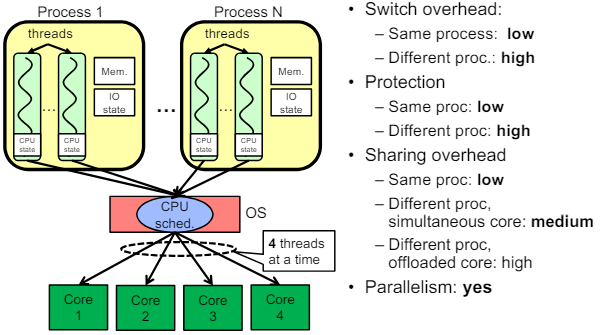 Process 1
threads
Mem.
IO
state
CPU
state
CPU
state
...
...
Process N
threads
Mem.
IO
state
CPU
state
CPU
state
...
CPU
sched.
OS
4 threads
at a time
Core
1
Core
2
Core
3
Core
4
• Switch overhead:
– Same process: low
– Different proc.: high
• Protection
– Same proc: low
– Different proc: high
• Sharing overhead
– Same proc: low
– Different proc,
simultaneous core: medium
– Different proc,
offloaded core: high
• Parallelism: yes